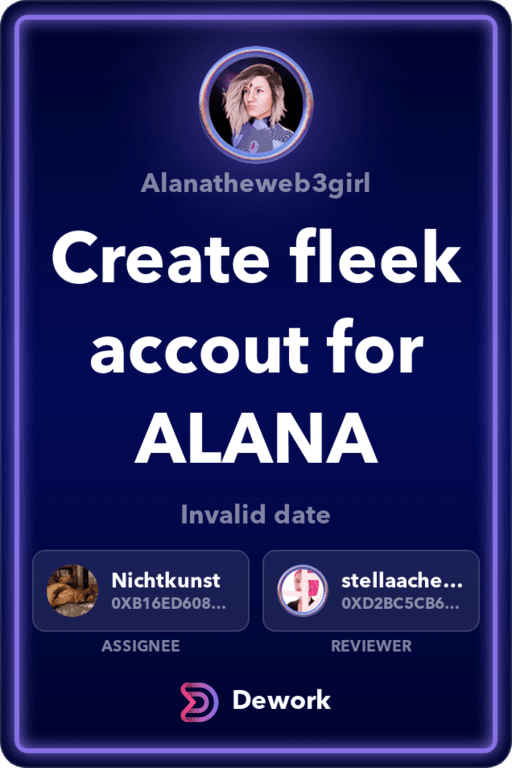 Alanatheweb3girl
Create fleek
accout for
ALANA
Invalid date
Nichtkunst
0XB16ED608...
ASSIGNEE
stellaache...
0XD2BC5CB6...
REVIEWER
Dework